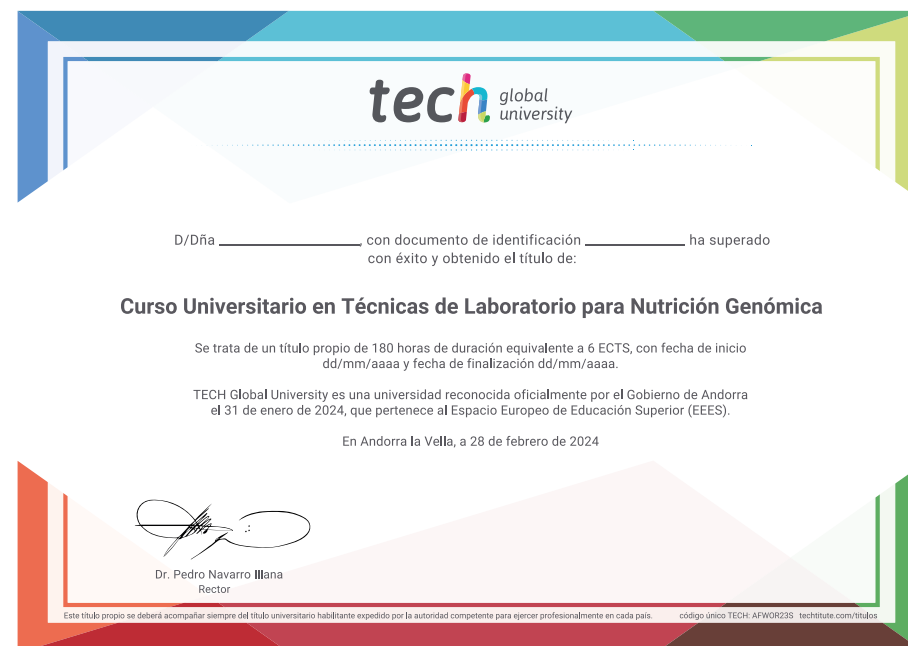 tech global university
D/Dña ____________________, con documento de identificación ______________ ha superado
con éxito y obtenido el título de:
Curso Universitario en Técnicas de Laboratorio para Nutrición Genómica
Se trata de un título propio de 180 horas de duración equivalente a 6 ECTS, con fecha de inicio
dd/mm/aaaa y fecha de finalización dd/mm/aaaa.
TECH Global University es una universidad reconocida oficialmente por el Gobierno de Andorra
el 31 de enero de 2024, que pertenece al Espacio Europeo de Educación Superior (EEES).
En Andorra la Vella, a 28 de febrero de 2024
Dr. Pedro Navarro Illana
Rector
Este título propio se deberá acompañar siempre del título universitario habilitante expedido por la autoridad competente para ejercer profesionalmente en cada país. código único TECH: AFWOR23S techtitute.com/titulos